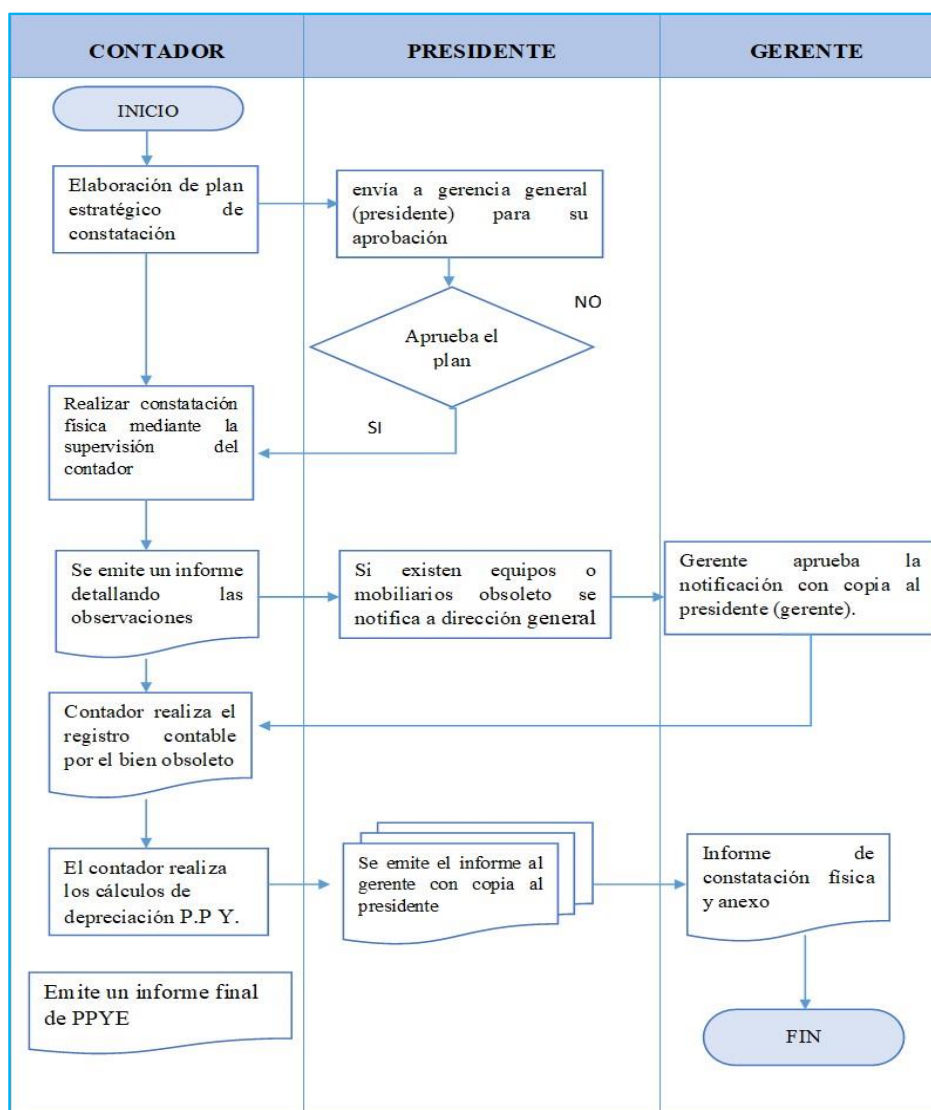 CONTADOR
PRESIDENTE
GERENTE
INICIO
Elaboración de plan
estratégico de
constatación
envía a gerencia general
(presidente) para su
aprobación
NO
Aprueba el
plan
SI
Realizar constatación
física mediante la
supervisión del
contador
Se emite un informe
detallando las
observaciones
Si existen equipos o
mobiliarios obsoleto se
notifica a dirección general
Gerente aprueba la
notificación con copia al
presidente (gerente).
Contador realiza el
registro contable
por el bien obsoleto
El contador realiza
los cálculos de
depreciación P.P Y.
Se emite el informe al
gerente con copia al
presidente
Informe de
constatación física
y anexo
Emite un informe final
de PPYE
FIN